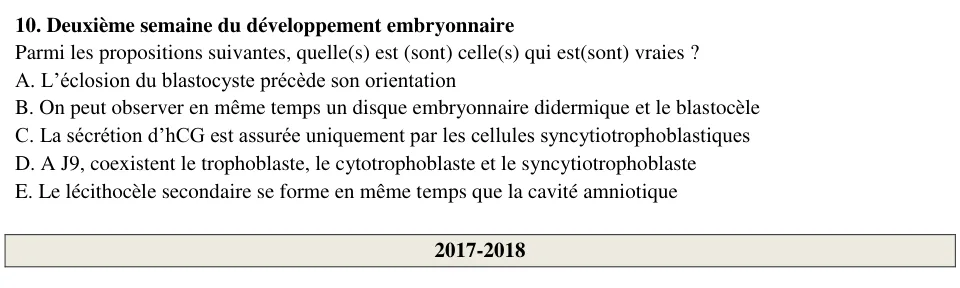 10. Deuxième semaine du développement embryonnaire
Parmi les propositions suivantes, quelle(s) est (sont) celle(s) qui est(sont) vraies ?
A. L’éclosion du blastocyste précède son orientation
B. On peut observer en même temps un disque embryonnaire didermique et le blastocèle
C. La sécrétion d’hCG est assurée uniquement par les cellules syncytiotrophoblastiques
D. A J9, coexistent le trophoblaste, le cytotrophoblaste et le syncytiotrophoblaste
E. Le lécithocèle secondaire se forme en même temps que la cavité amniotique
2017-2018